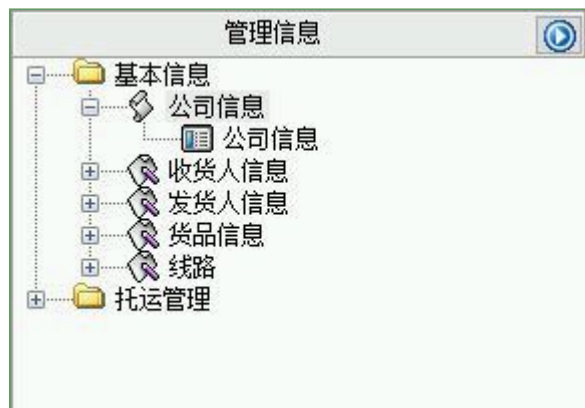 管理信息
基本信息
公司信息
公司信息
收货人信息
发货人信息
货品信息
线路
托运管理